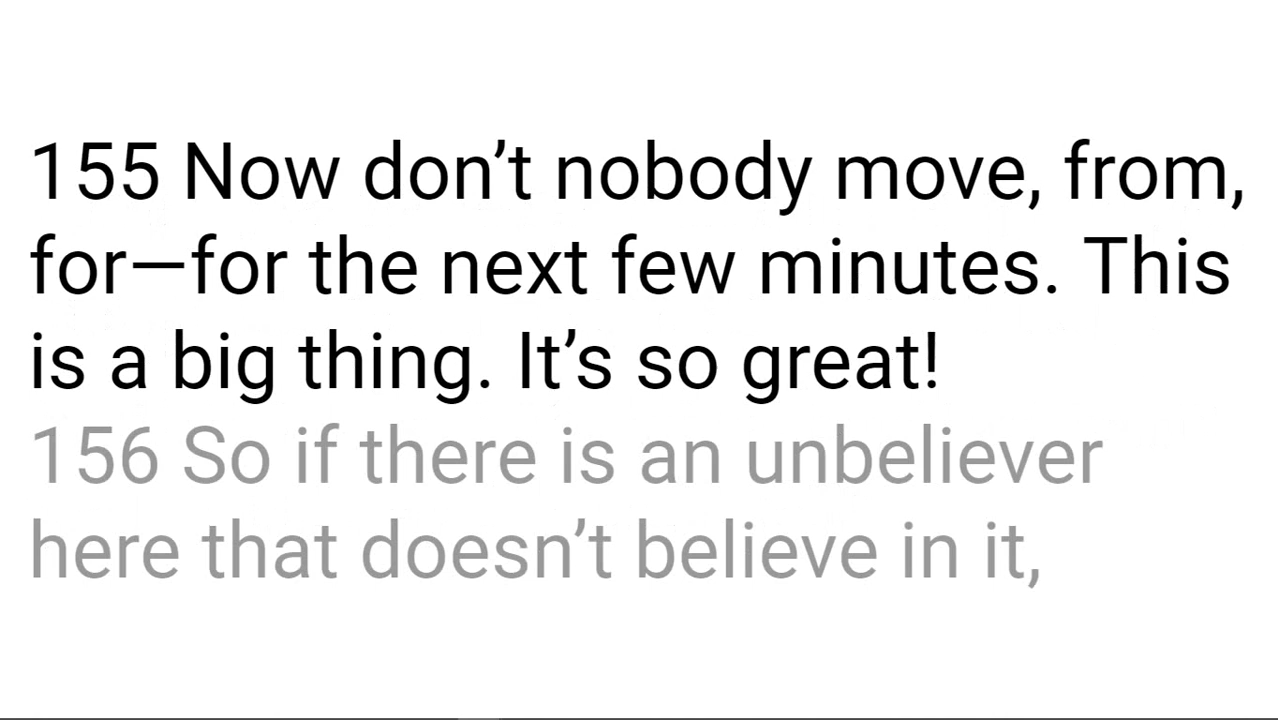 155 Now don’t nobody move, from,
for—for the next few minutes. This
is a big thing. It’s so great!
156 So if there is an unbeliever
here that doesn’t believe in it,